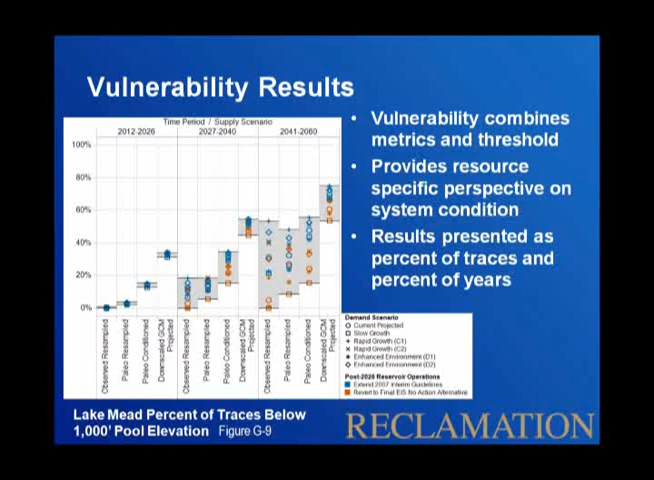 Vulnerability Results
Time Period / Supply Scenario
2012-2026
2027-2040
2041-2060
100%
80%
60%
40%
20%
0%
Observed Resampled
Paleo Resampled
Paleo Conditioned
Downscaled GCM
Projected
Observed Resampled
Paleo Resampled
Paleo Conditioned
Downscaled GCM
Projected
Observed Resampled
Paleo Resampled
Paleo Conditioned
Downscaled GCM
Projected
• Vulnerability combines
metrics and threshold
• Provides resource
specific perspective on
system condition
• Results presented as
percent of traces and
percent of years
Demand Scenario
Current Projected
Slow Growth
Rapid Growth (C1)
Rapid Growth (C2)
Enhanced Environment (D1)
Enhanced Environment (D2)
Post-2026 Reservoir Operations
Extend 2007 Interim Guidelines
Revert to Final EIS No Action Alternative
Lake Mead Percent of Traces Below
1,000' Pool Elevation Figure G-9
RECLAMATION